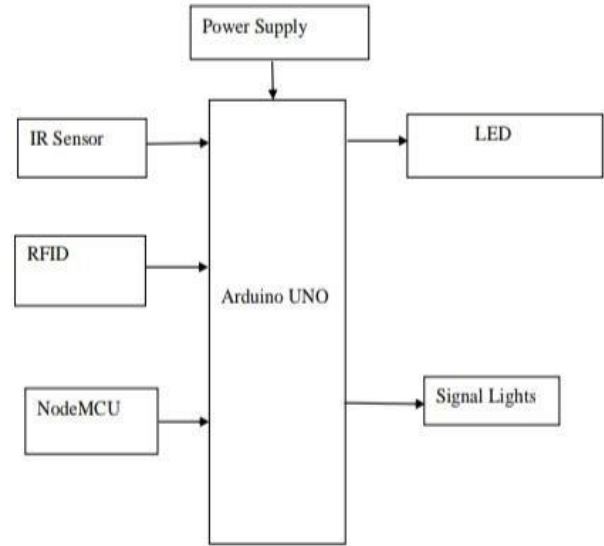 Power Supply
IR Sensor
LED
RFID
Arduino UNO
NodeMCU
Signal Lights